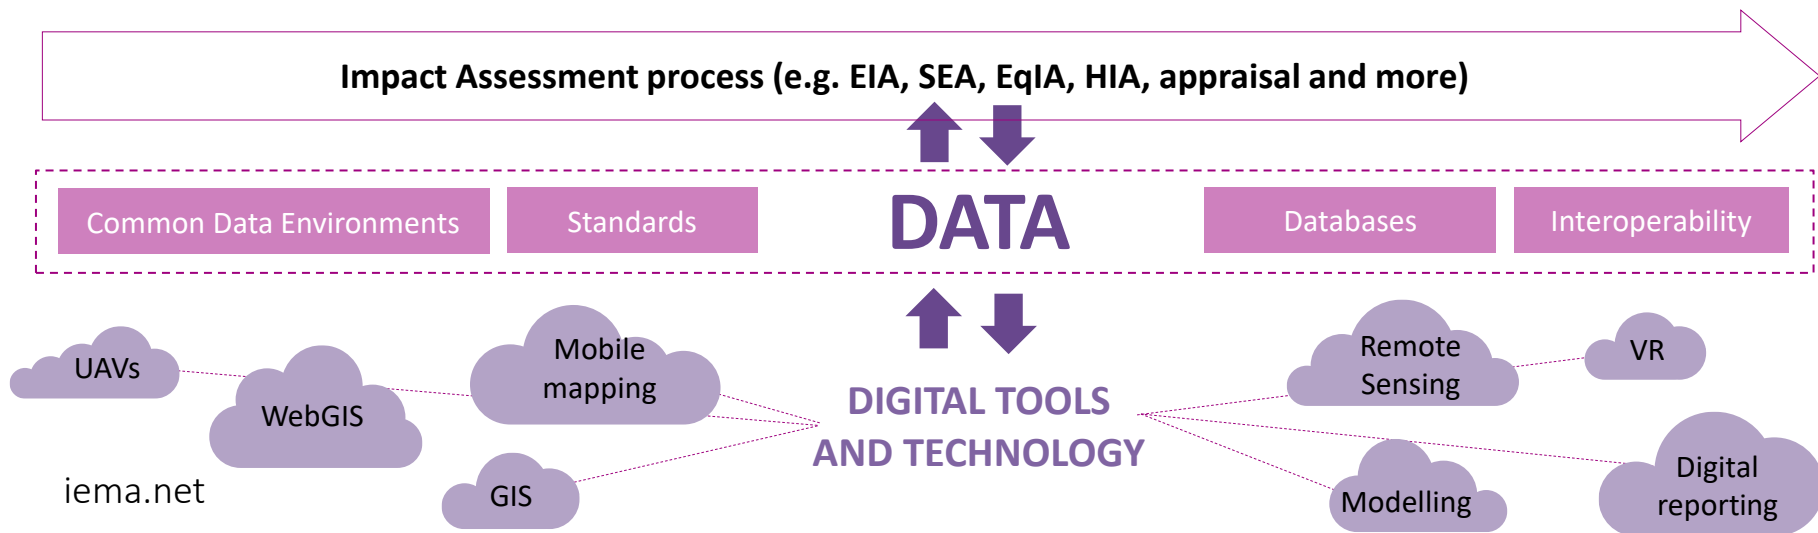 Impact Assessment process (e.g. EIA, SEA, EqIA, HIA, appraisal and more)
Common Data Environments
Standards
DATA
Databases
Interoperability
UAVs
WebGIS
Mobile
mapping
GIS
DIGITAL TOOLS
AND TECHNOLOGY
Remote
Sensing
VR
Modelling
Digital
reporting
iema.net